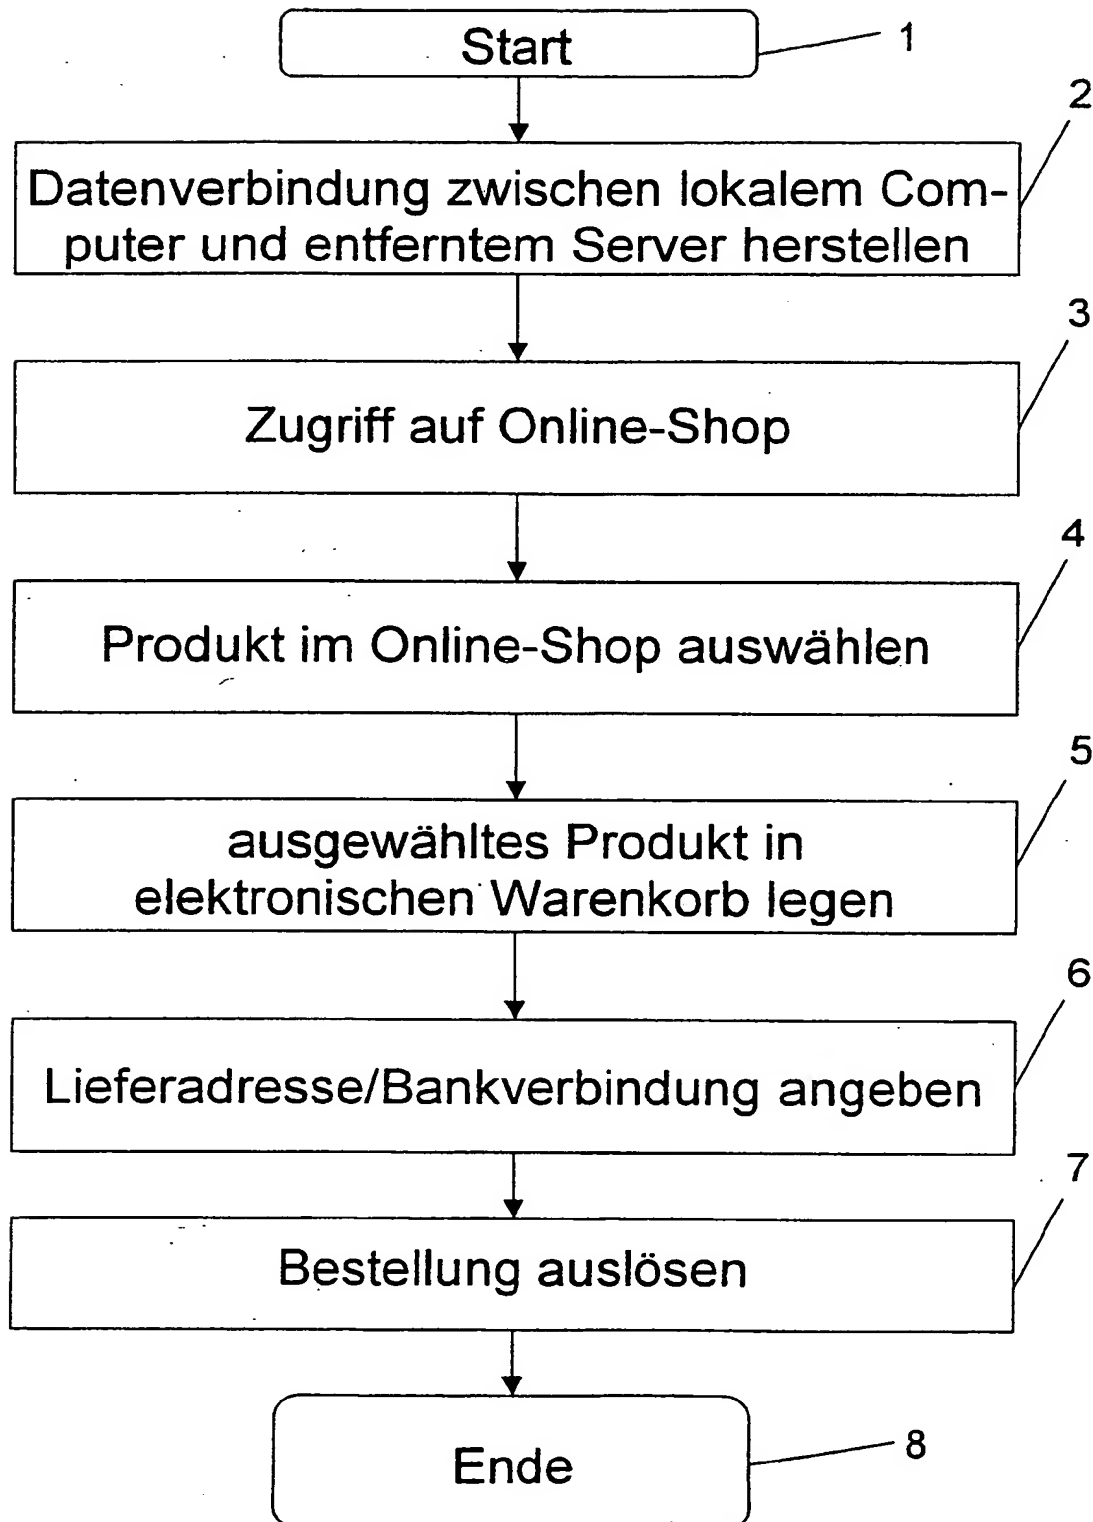 Start
1
2
Datenverbindung zwischen lokalem Com-
puter und entferntem Server herstellen
3
Zugriff auf Online-Shop
4
Produkt im Online-Shop auswählen
5
ausgewähltes Produkt in
elektronischen Warenkorb legen
6
Lieferadresse/Bankverbindung angeben
7
Bestellung auslösen
8
Ende